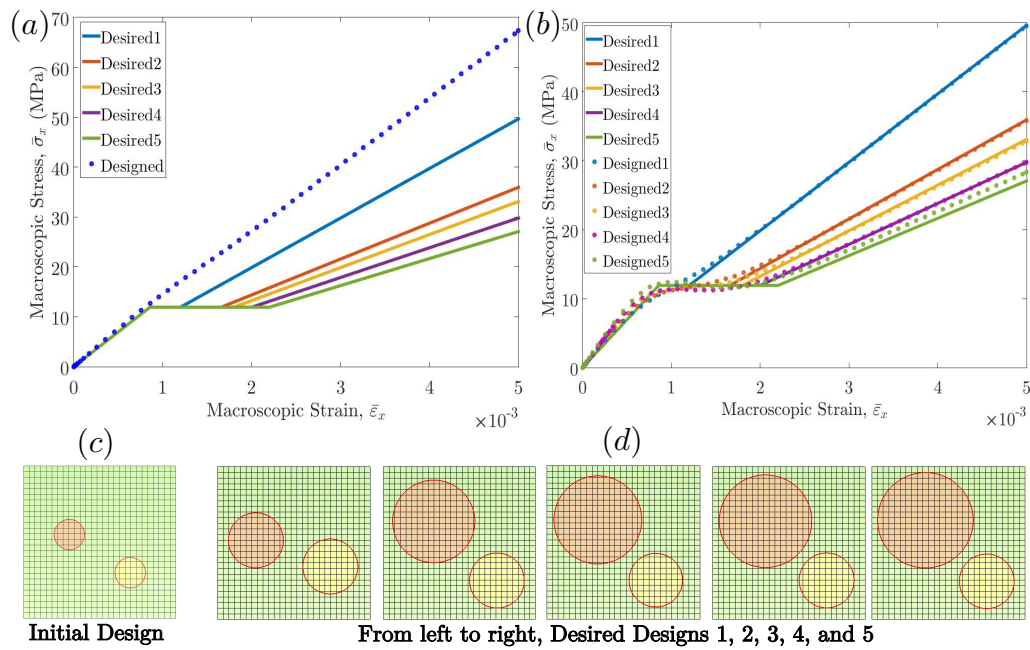 (a)
70
60
50
40
30
20
10
0
Macroscopic Stress, σ̄ₓ (MPa)
Desired1
Desired2
Desired3
Desired4
Desired5
Designed
0 1 2 3 4 5
Macroscopic Strain, ε̄ₓ
×10⁻³
(b)
50
40
30
20
10
0
Macroscopic Stress, σ̄ₓ (MPa)
Desired1
Desired2
Desired3
Desired4
Desired5
Designed1
Designed2
Designed3
Designed4
Designed5
0 1 2 3 4 5
Macroscopic Strain, ε̄ₓ
×10⁻³
(c)
Initial Design
(d)
From left to right, Desired Designs 1, 2, 3, 4, and 5